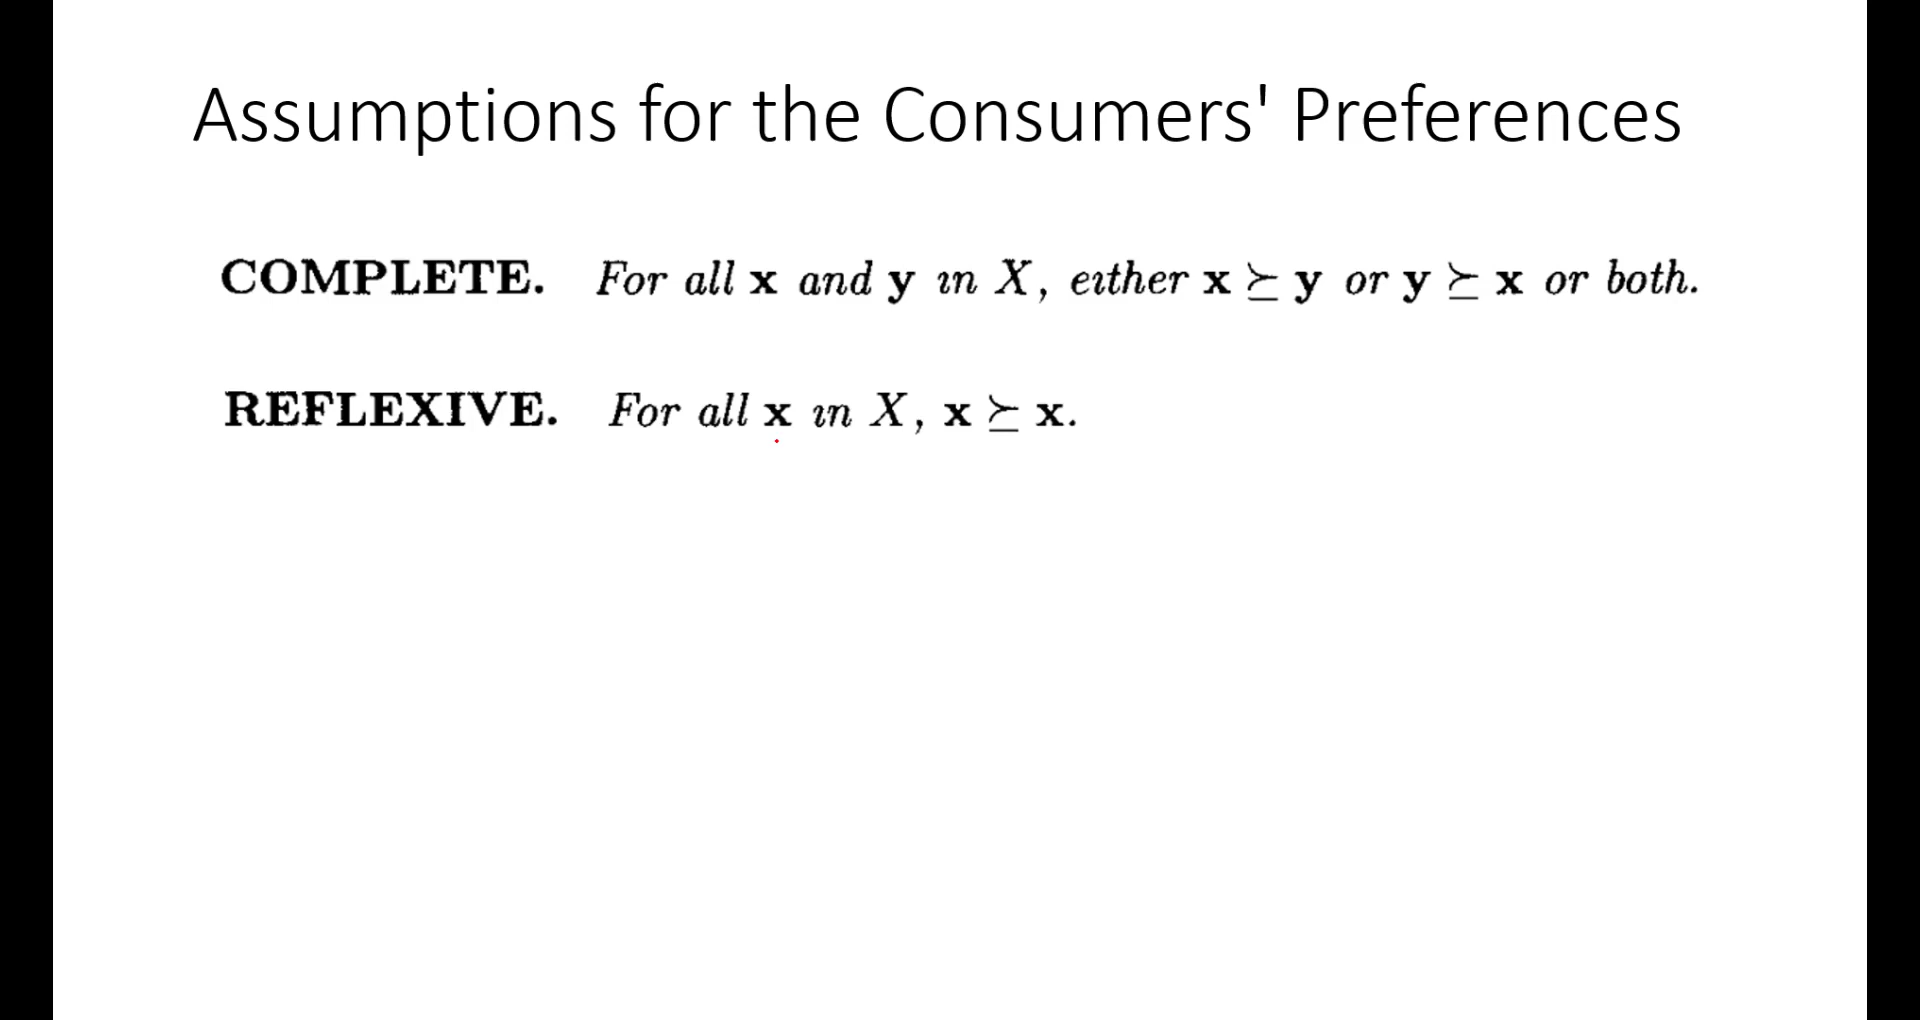 Assumptions for the Consumers' Preferences
COMPLETE. For all x and y in X, either x ⪰ y or y ⪰ x or both.
REFLEXIVE. For all x in X, x ⪰ x.